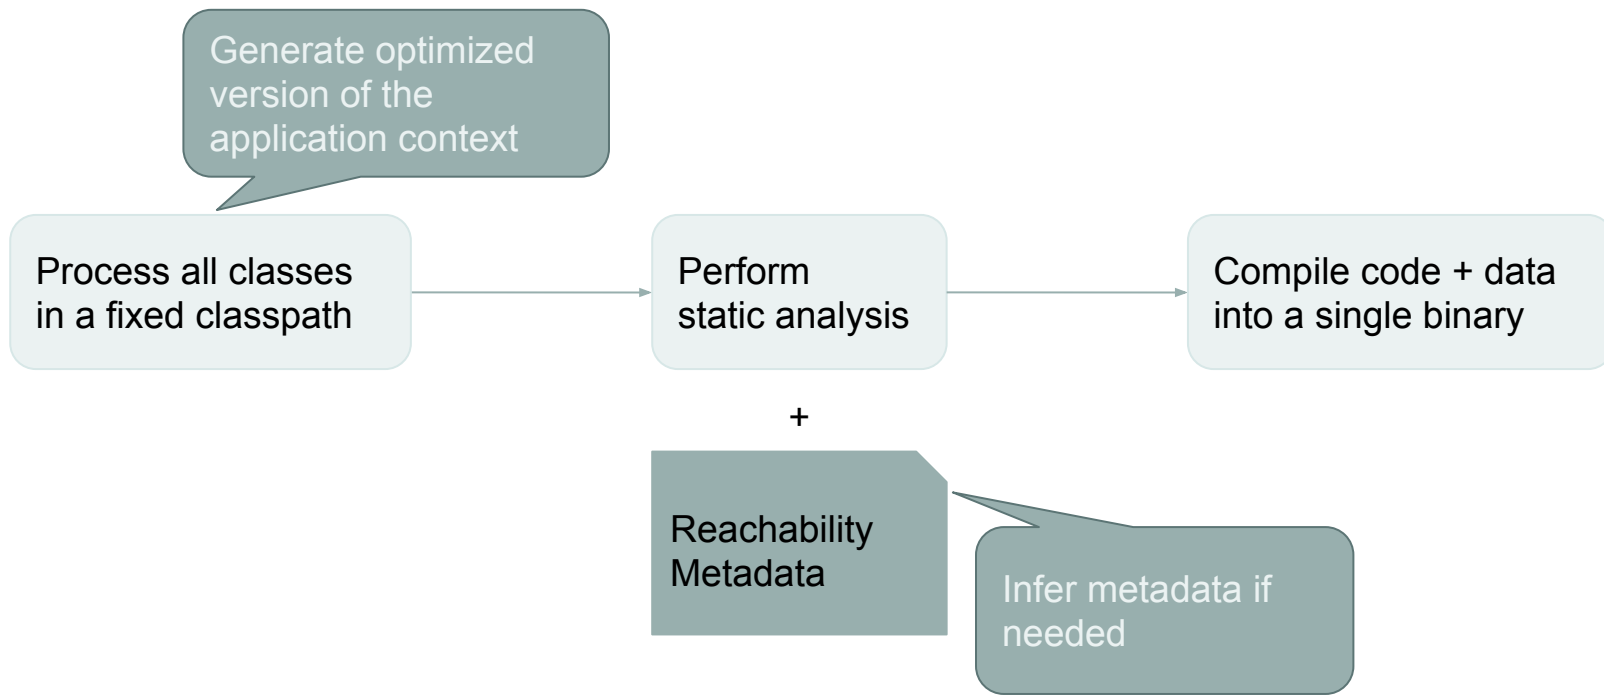 Generate optimized
version of the
application context
Process all classes
in a fixed classpath
Perform
static analysis
Compile code + data
into a single binary
+
Reachability
Metadata
Infer metadata if
needed